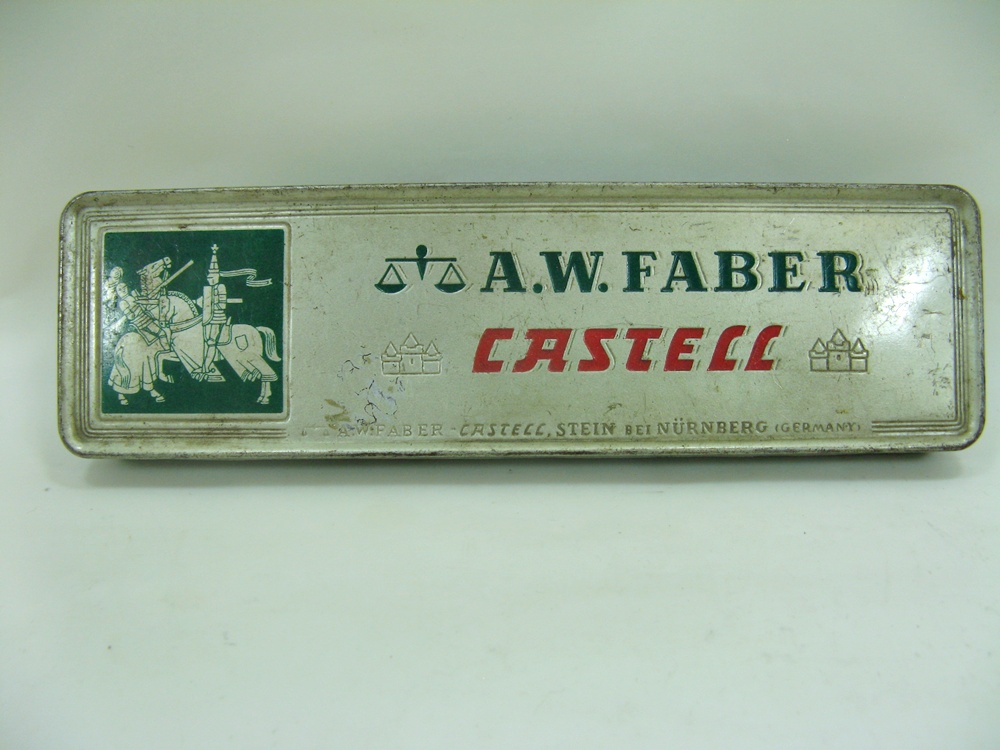 A.W. FABER
CASTELL
A.W. FABER-CASTELL, STEIN BEI NÜRNBERG (GERMANY)